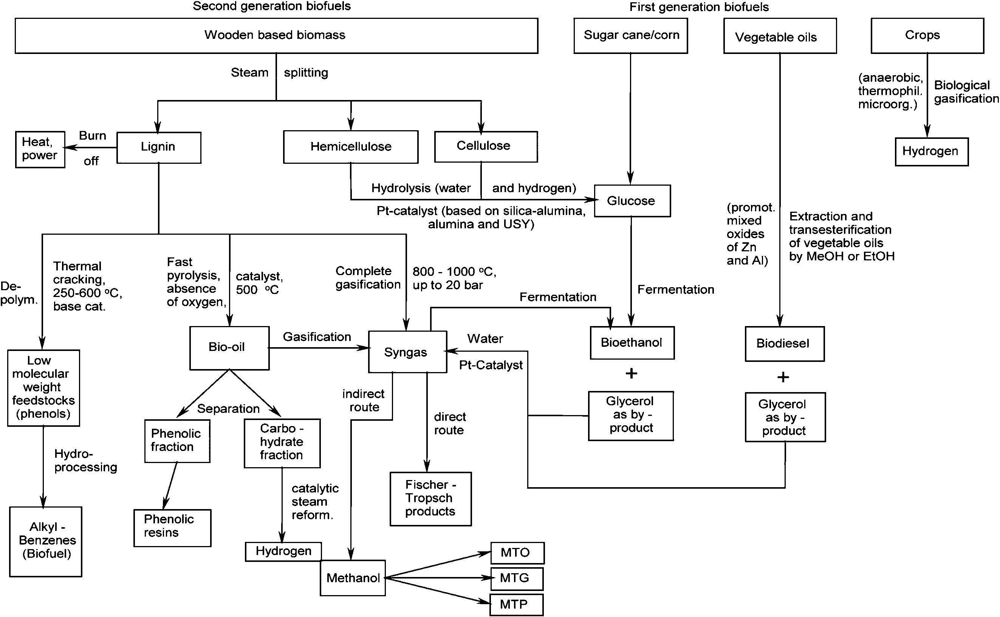 Second generation biofuels
First generation biofuels
Wooden based biomass
Sugar cane/corn
Vegetable oils
Crops
Steam splitting
(anaerobic,
thermophil.
microorg.)
Biological
gasification
Heat,
power
Burn
off
Lignin
Hemicellulose
Cellulose
Hydrogen
Hydrolysis (water and hydrogen)
Pt-catalyst (based on silica-alumina,
alumina and USY)
Glucose
(promot.
mixed
oxides
of Zn
and Al)
Extraction and
transesterification
of vegetable oils
by MeOH or EtOH
De-
polym.
Thermal
cracking,
250-600 ºC,
base cat.
Fast
pyrolysis,
absence
of oxygen,
catalyst,
500 ºC
Complete
gasification
800 - 1000 ºC,
up to 20 bar
Fermentation
Fermentation
Low
molecular
weight
feedstocks
(phenols)
Bio-oil
Gasification
Syngas
Water
Pt-Catalyst
Bioethanol
+
Glycerol
as by -
product
Biodiesel
+
Glycerol
as by -
product
Separation
indirect
route
direct
route
Phenolic
fraction
Carbo -
hydrate
fraction
Hydro-
processing
catalytic
steam
reform.
Fischer -
Tropsch
products
Alkyl -
Benzenes
(Biofuel)
Phenolic
resins
Hydrogen
Methanol
MTO
MTG
MTP